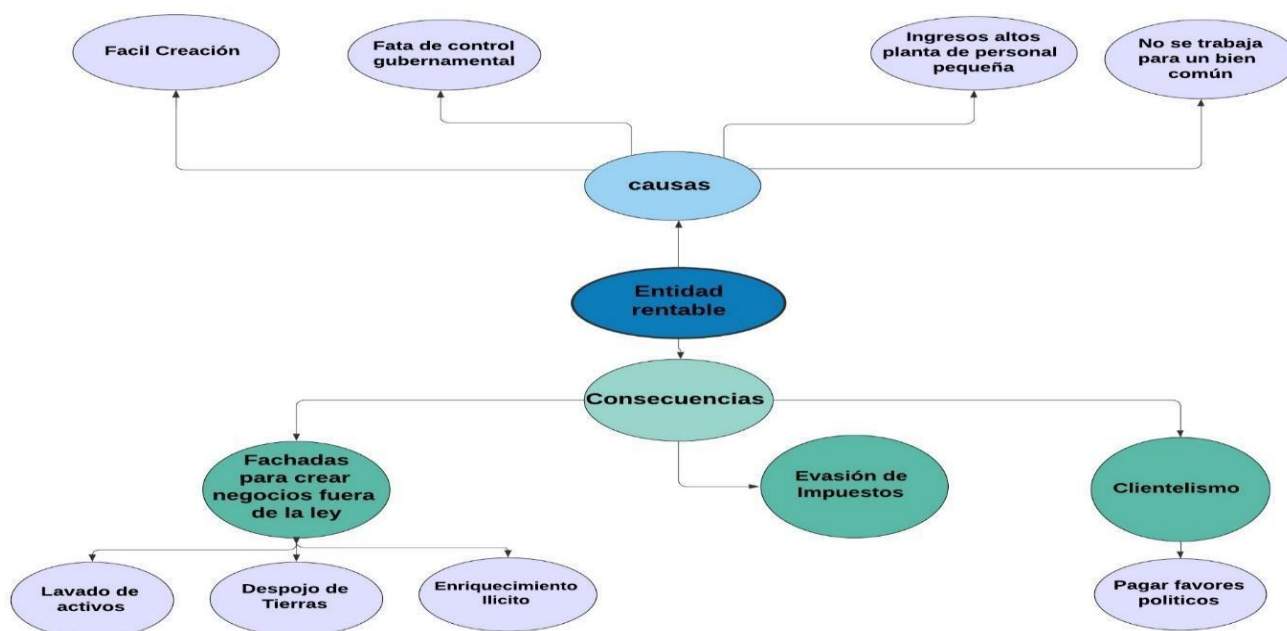 Facil Creación
Fata de control
gubernamental
Ingresos altos
planta de personal
pequeña
No se trabaja
para un bien
común
causas
Entidad
rentable
Consecuencias
Fachadas
para crear
negocios fuera
de la ley
Evasión de
Impuestos
Clientelismo
Lavado de
activos
Despojo de
Tierras
Enriquecimiento
Ilicito
Pagar favores
politicos